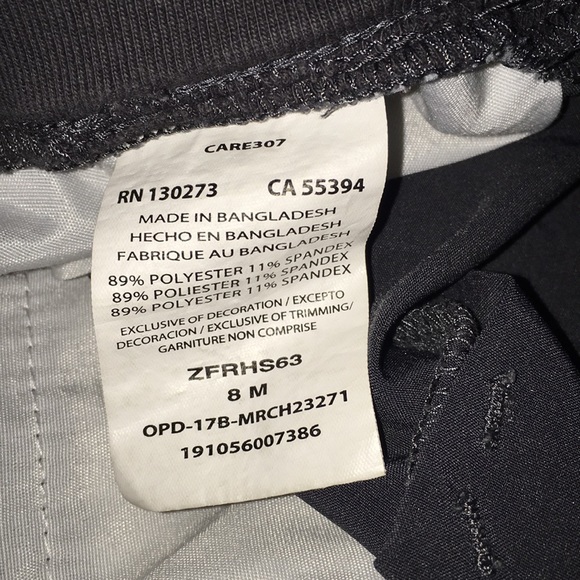 CARE307
RN 130273 CA 55394
MADE IN BANGLADESH
HECHO EN BANGLADESH
FABRIQUE AU BANGLADESH
89% POLYESTER 11% SPANDEX
89% POLIESTER 11% SPANDEX
89% POLYESTER 11% SPANDEX
EXCLUSIVE OF DECORATION / EXCEPTO
DECORACION / EXCLUSIVE OF TRIMMING/
GARNITURE NON COMPRISE
ZFRHS63
8 M
OPD-17B-MRCH23271
191056007386